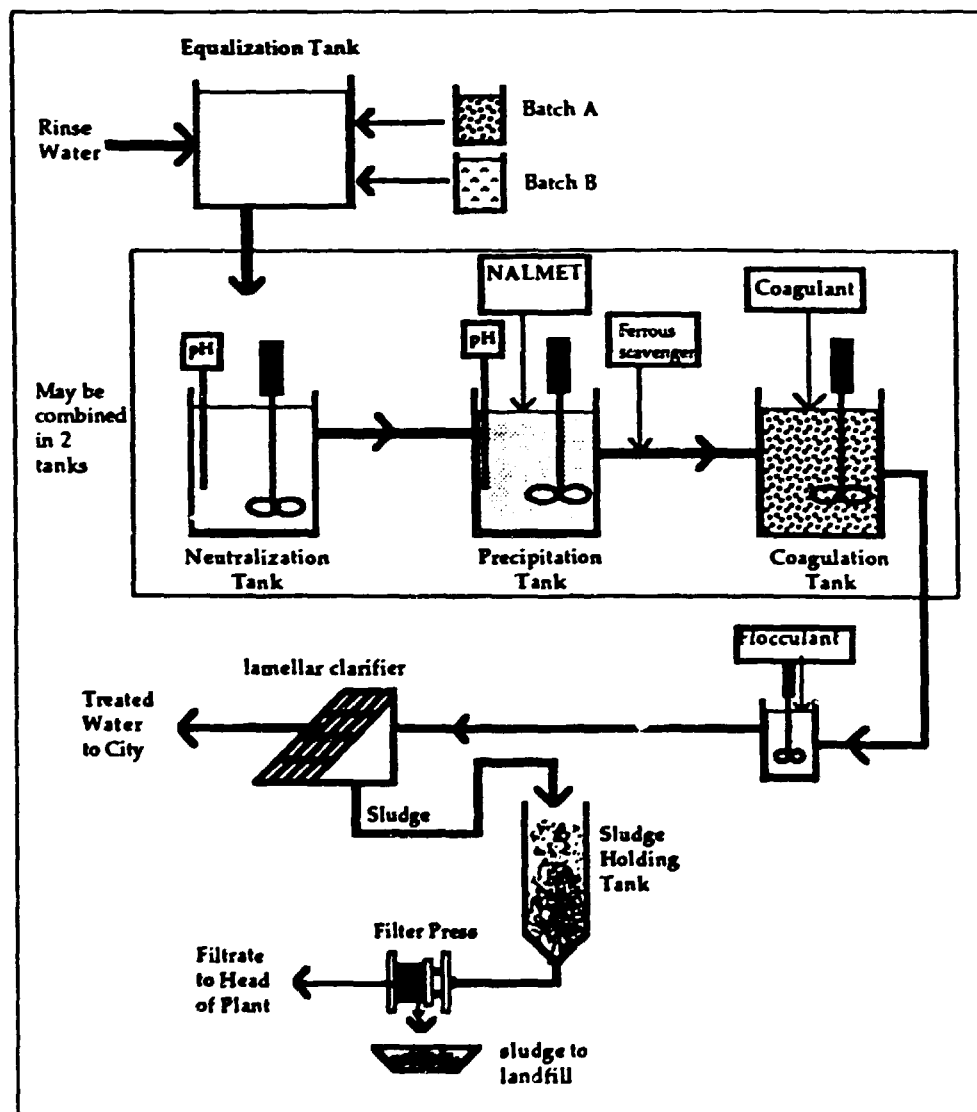 Equalization Tank
Rinse
Water
Batch A
Batch B
NALMET
Coagulant
pH
pH
Ferrous
scavenger
May be
combined
in 2
tanks
Neutralization
Tank
Precipitation
Tank
Coagulation
Tank
Flocculant
lamellar clarifier
Treated
Water
to City
Sludge
Sludge
Holding
Tank
Filter Press
Filtrate
to Head
of Plant
sludge to
landfill